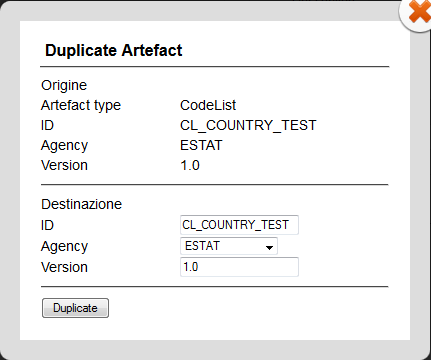 Duplicate Artefact
Origine
Artefact type CodeList
ID CL_COUNTRY_TEST
Agency ESTAT
Version 1.0
Destinazione
ID CL_COUNTRY_TEST
Agency ESTAT
Version 1.0
Duplicate